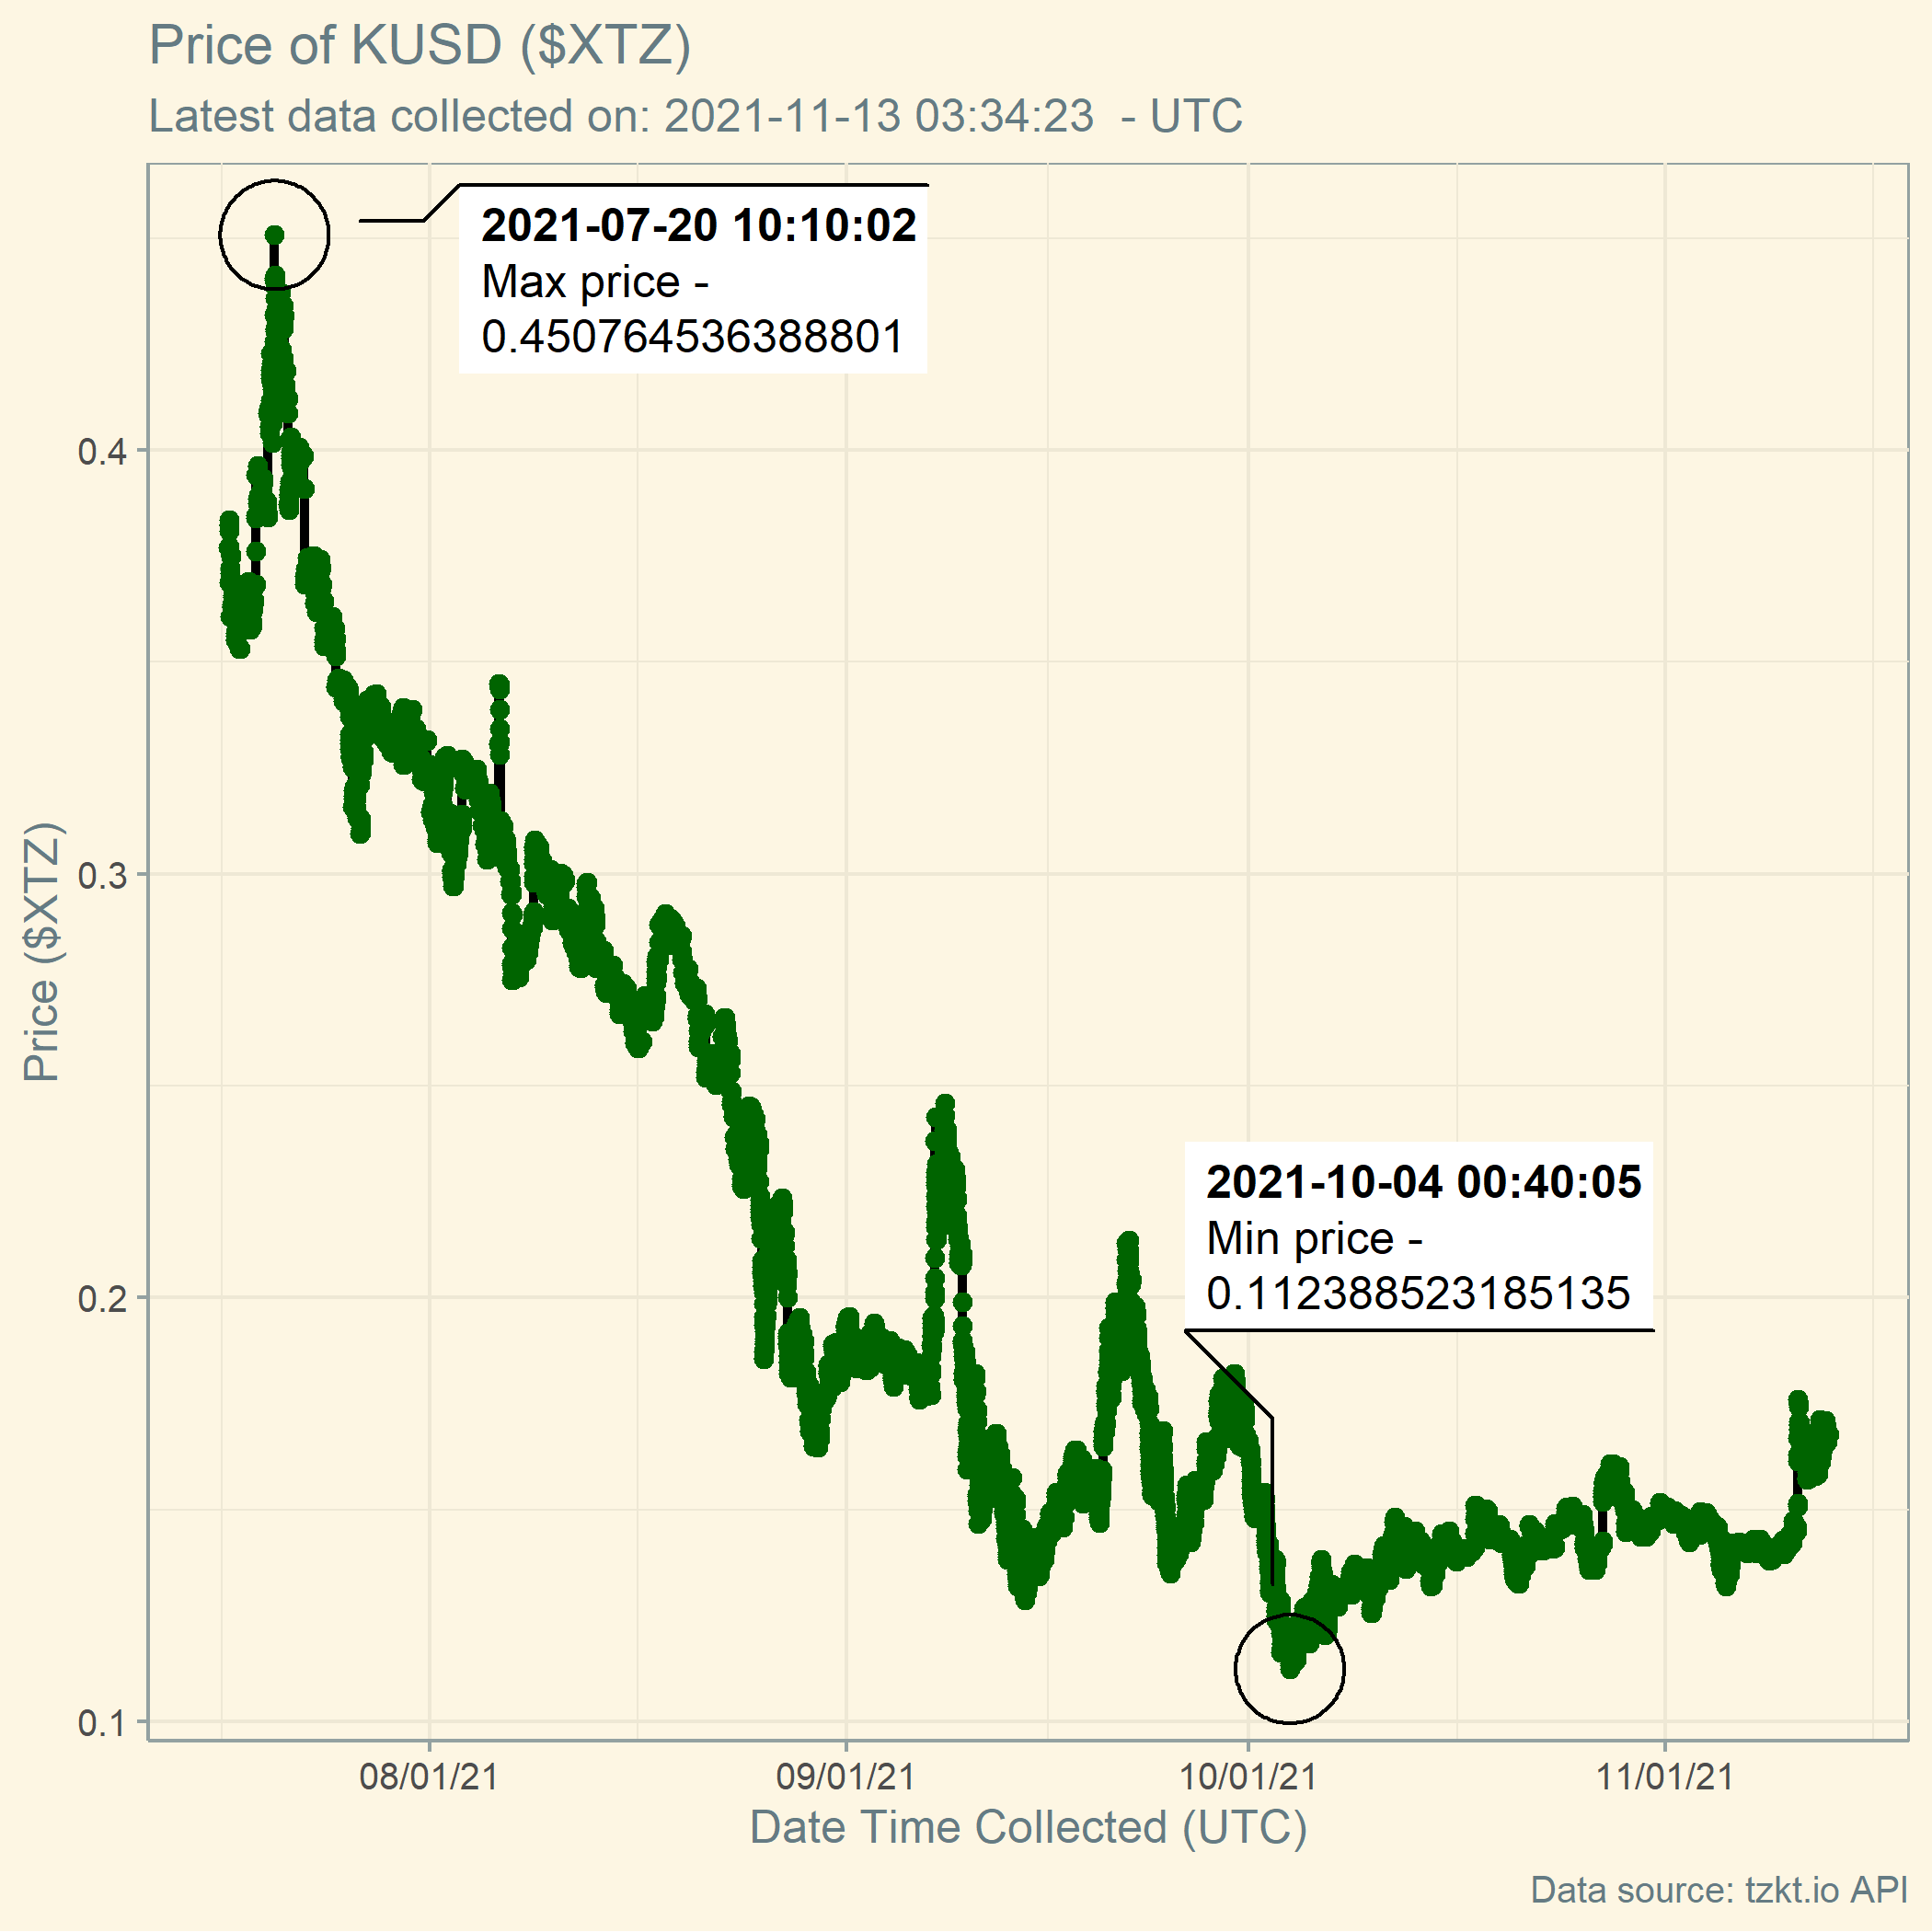 Price of KUSD ($XTZ)
Latest data collected on: 2021-11-13 03:34:23  - UTC
2021-07-20 10:10:02
Max price -
0.450764536388801
0.4
0.3
0.2
0.1
Price ($XTZ)
2021-10-04 00:40:05
Min price -
0.112388523185135
08/01/21
09/01/21
10/01/21
11/01/21
Date Time Collected (UTC)
Data source: tzkt.io API